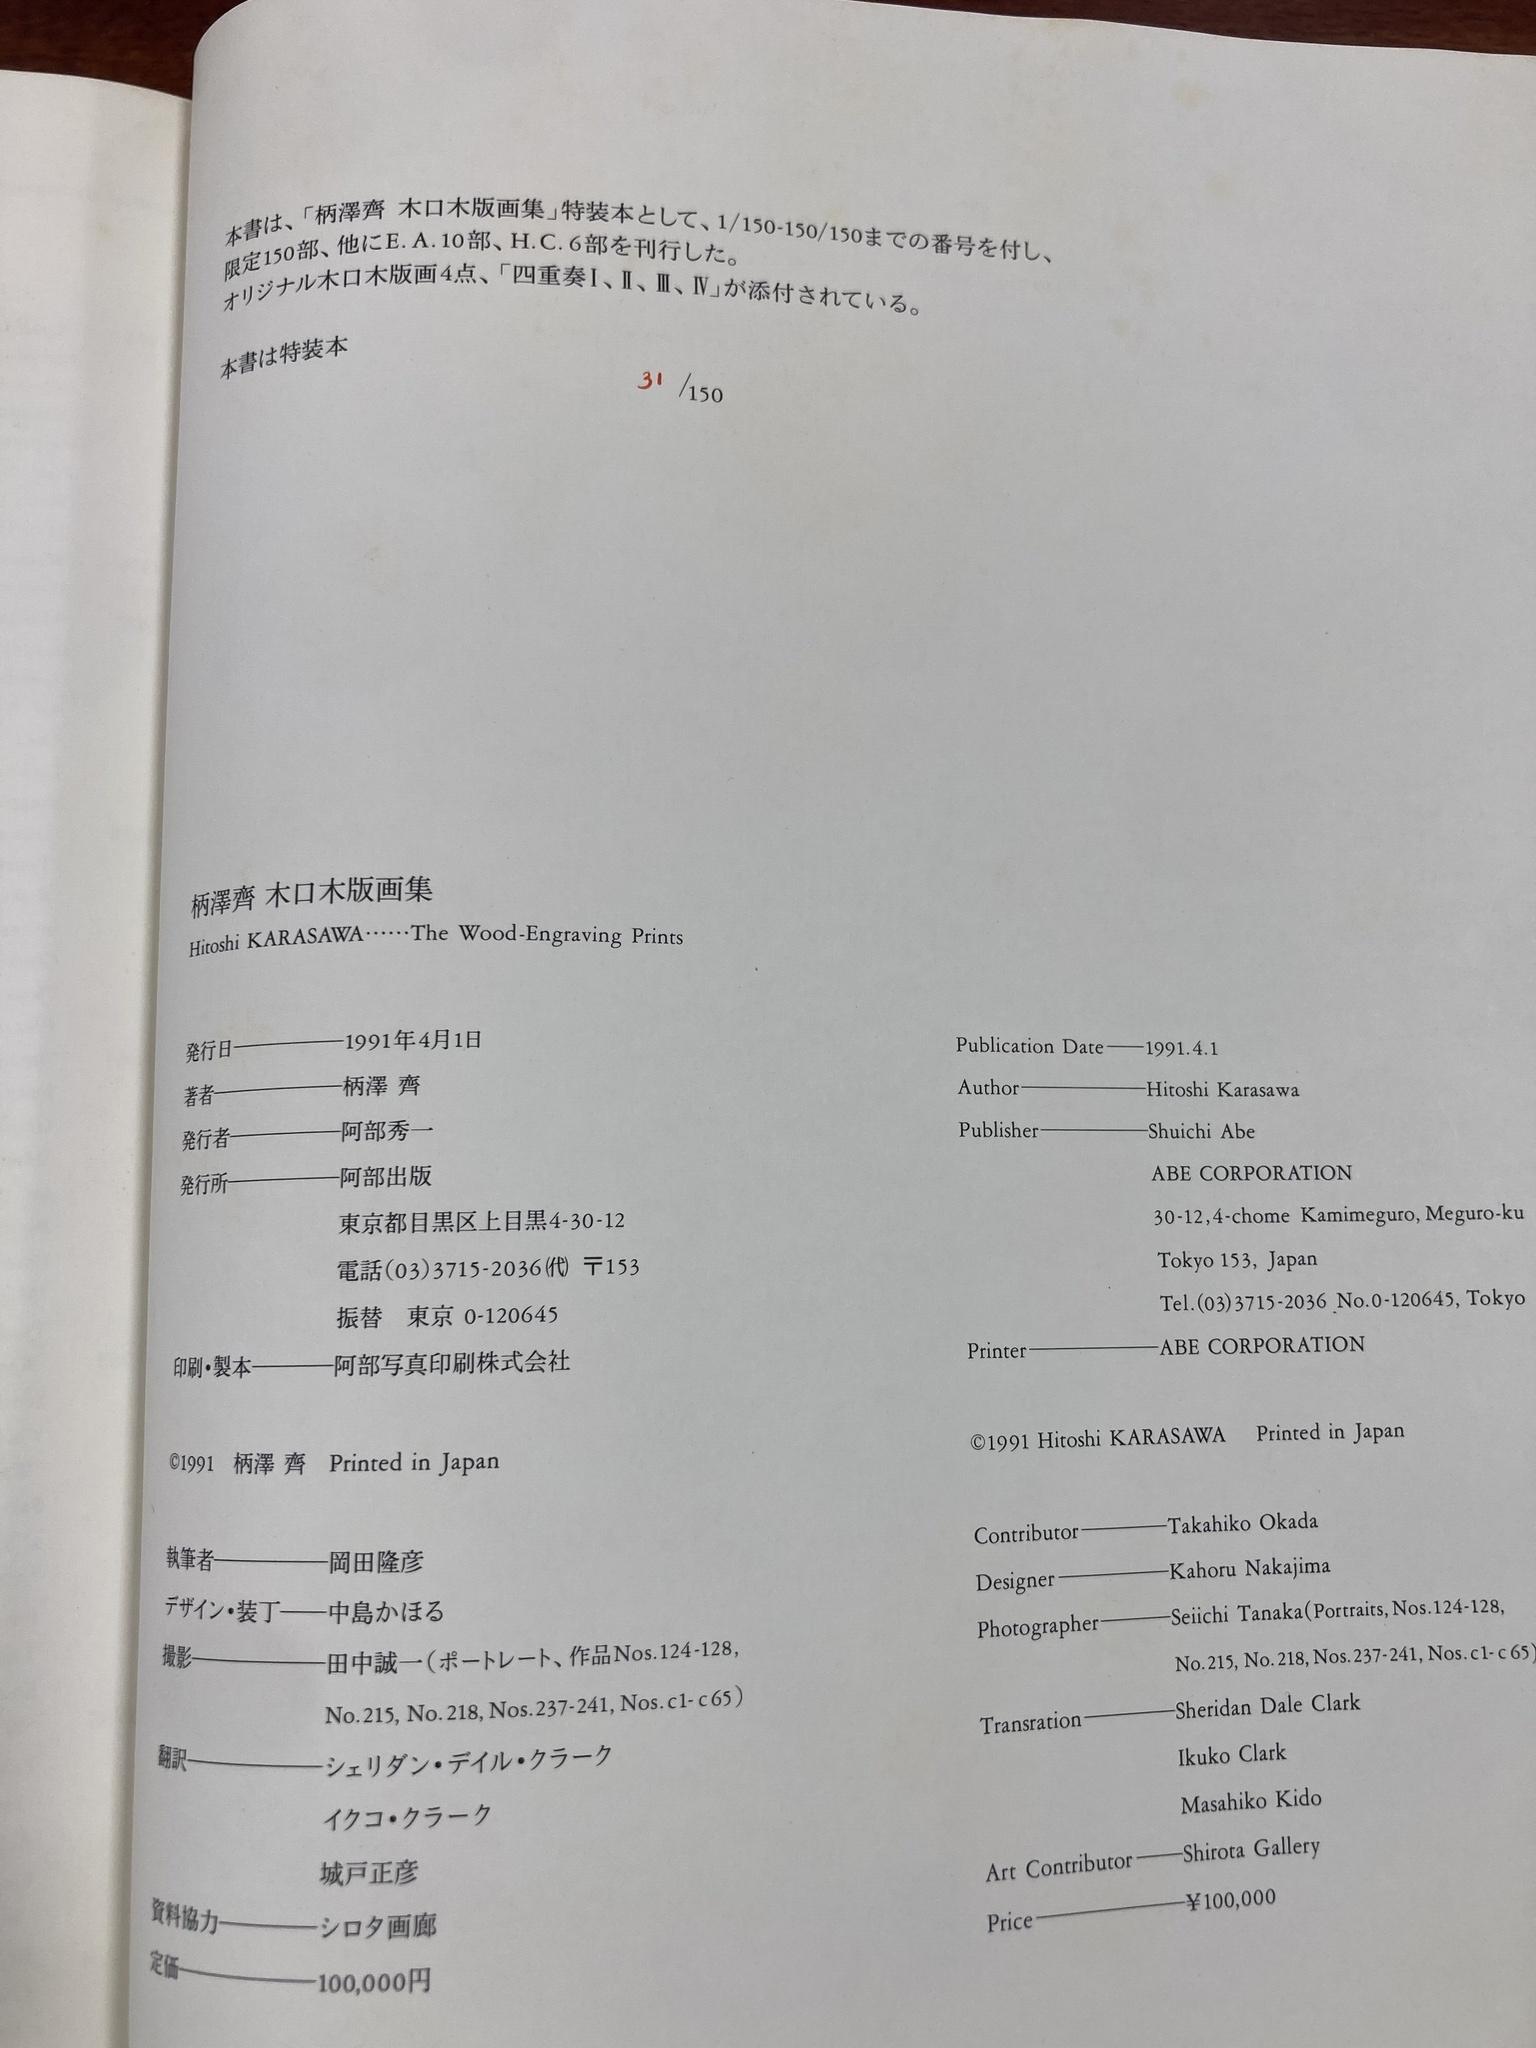 本書は、「柄澤齊 木口木版画集」特装本として、1/150-150/150までの番号を付し、
限定150部、他にE. A. 10部、H. C. 6部を刊行した。
オリジナル木口木版画4点、「四重奏Ⅰ、Ⅱ、Ⅲ、Ⅳ」が添付されている。
本書は特装本
31 /150
柄澤齊 木口木版画集
Hitoshi KARASAWA……The Wood-Engraving Prints
発行日――1991年4月1日
著者――柄澤 齊
発行者――阿部秀一
発行所――阿部出版
東京都目黒区上目黒4-30-12
電話(03)3715-2036㈹ 〒153
振替 東京 0-120645
印刷・製本――阿部写真印刷株式会社
©1991 柄澤 齊 Printed in Japan
執筆者――岡田隆彦
デザイン・装丁――中島かほる
撮影――田中誠一(ポートレート、作品Nos.124-128,
No.215, No.218, Nos.237-241, Nos.c1-c65)
翻訳――シェリダン・デイル・クラーク
イクコ・クラーク
城戸正彦
資料協力――シロタ画廊
定価――100,000円
Publication Date――1991.4.1
Author――Hitoshi Karasawa
Publisher――Shuichi Abe
ABE CORPORATION
30-12,4-chome Kamimeguro, Meguro-ku
Tokyo 153, Japan
Tel.(03)3715-2036 No.0-120645, Tokyo
Printer――ABE CORPORATION
©1991 Hitoshi KARASAWA Printed in Japan
Contributor――Takahiko Okada
Designer――Kahoru Nakajima
Photographer――Seiichi Tanaka(Portraits, Nos.124-128,
No.215, No.218, Nos.237-241, Nos.c1-c65)
Transration――Sheridan Dale Clark
Ikuko Clark
Masahiko Kido
Art Contributor――Shirota Gallery
Price――¥100,000